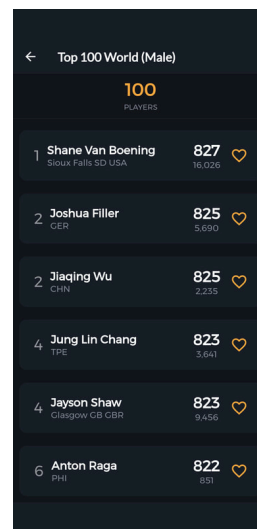 Top 100 World (Male)
100
PLAYERS
1 Shane Van Boening 827
Sioux Falls SD USA 16,026
2 Joshua Filler 825
GER 5,690
2 Jiaqing Wu 825
CHN 2,235
4 Jung Lin Chang 823
TPE 3,641
4 Jayson Shaw 823
Glasgow GB GBR 9,456
6 Anton Raga 822
PHI 851